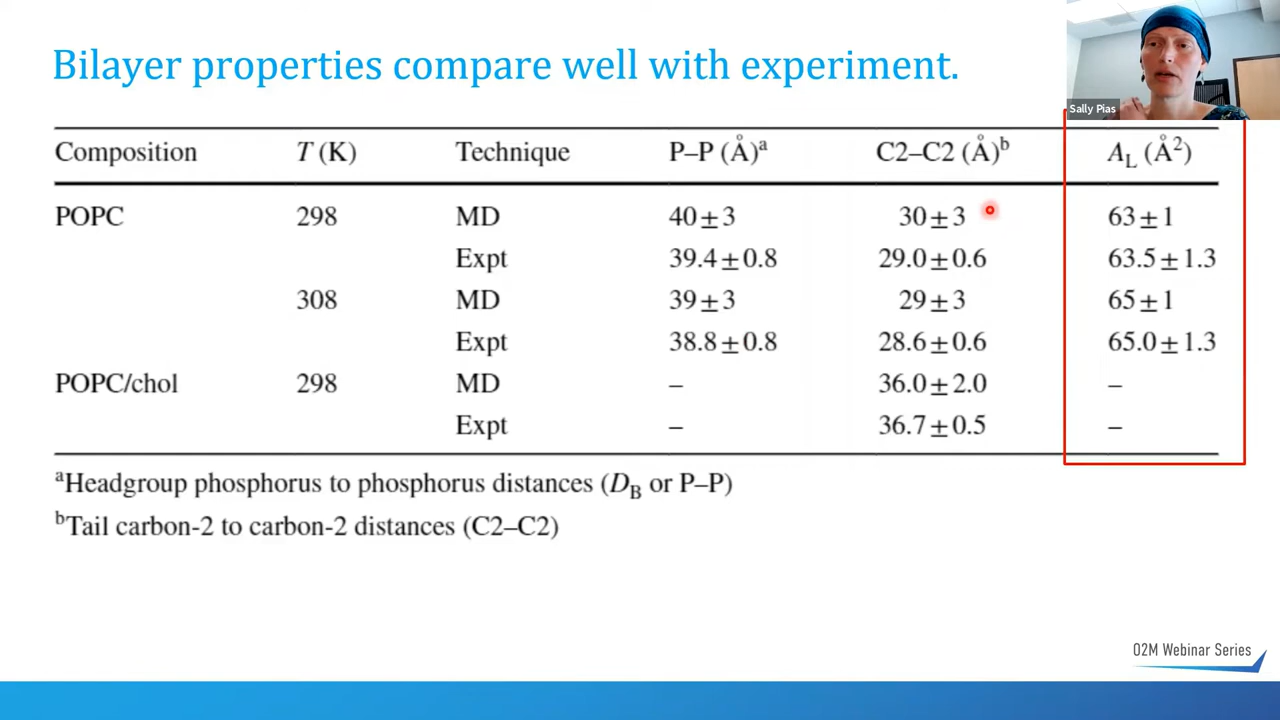 Bilayer properties compare well with experiment.
Sally Pias
Composition T (K) Technique P–P (Å)ᵃ C2–C2 (Å)ᵇ A_L (Å²)
POPC 298 MD 40±3 30±3 63±1
Expt 39.4±0.8 29.0±0.6 63.5±1.3
308 MD 39±3 29±3 65±1
Expt 38.8±0.8 28.6±0.6 65.0±1.3
POPC/chol 298 MD – 36.0±2.0 –
Expt – 36.7±0.5 –
ᵃHeadgroup phosphorus to phosphorus distances (D_B or P–P)
ᵇTail carbon-2 to carbon-2 distances (C2–C2)
O2M Webinar Series